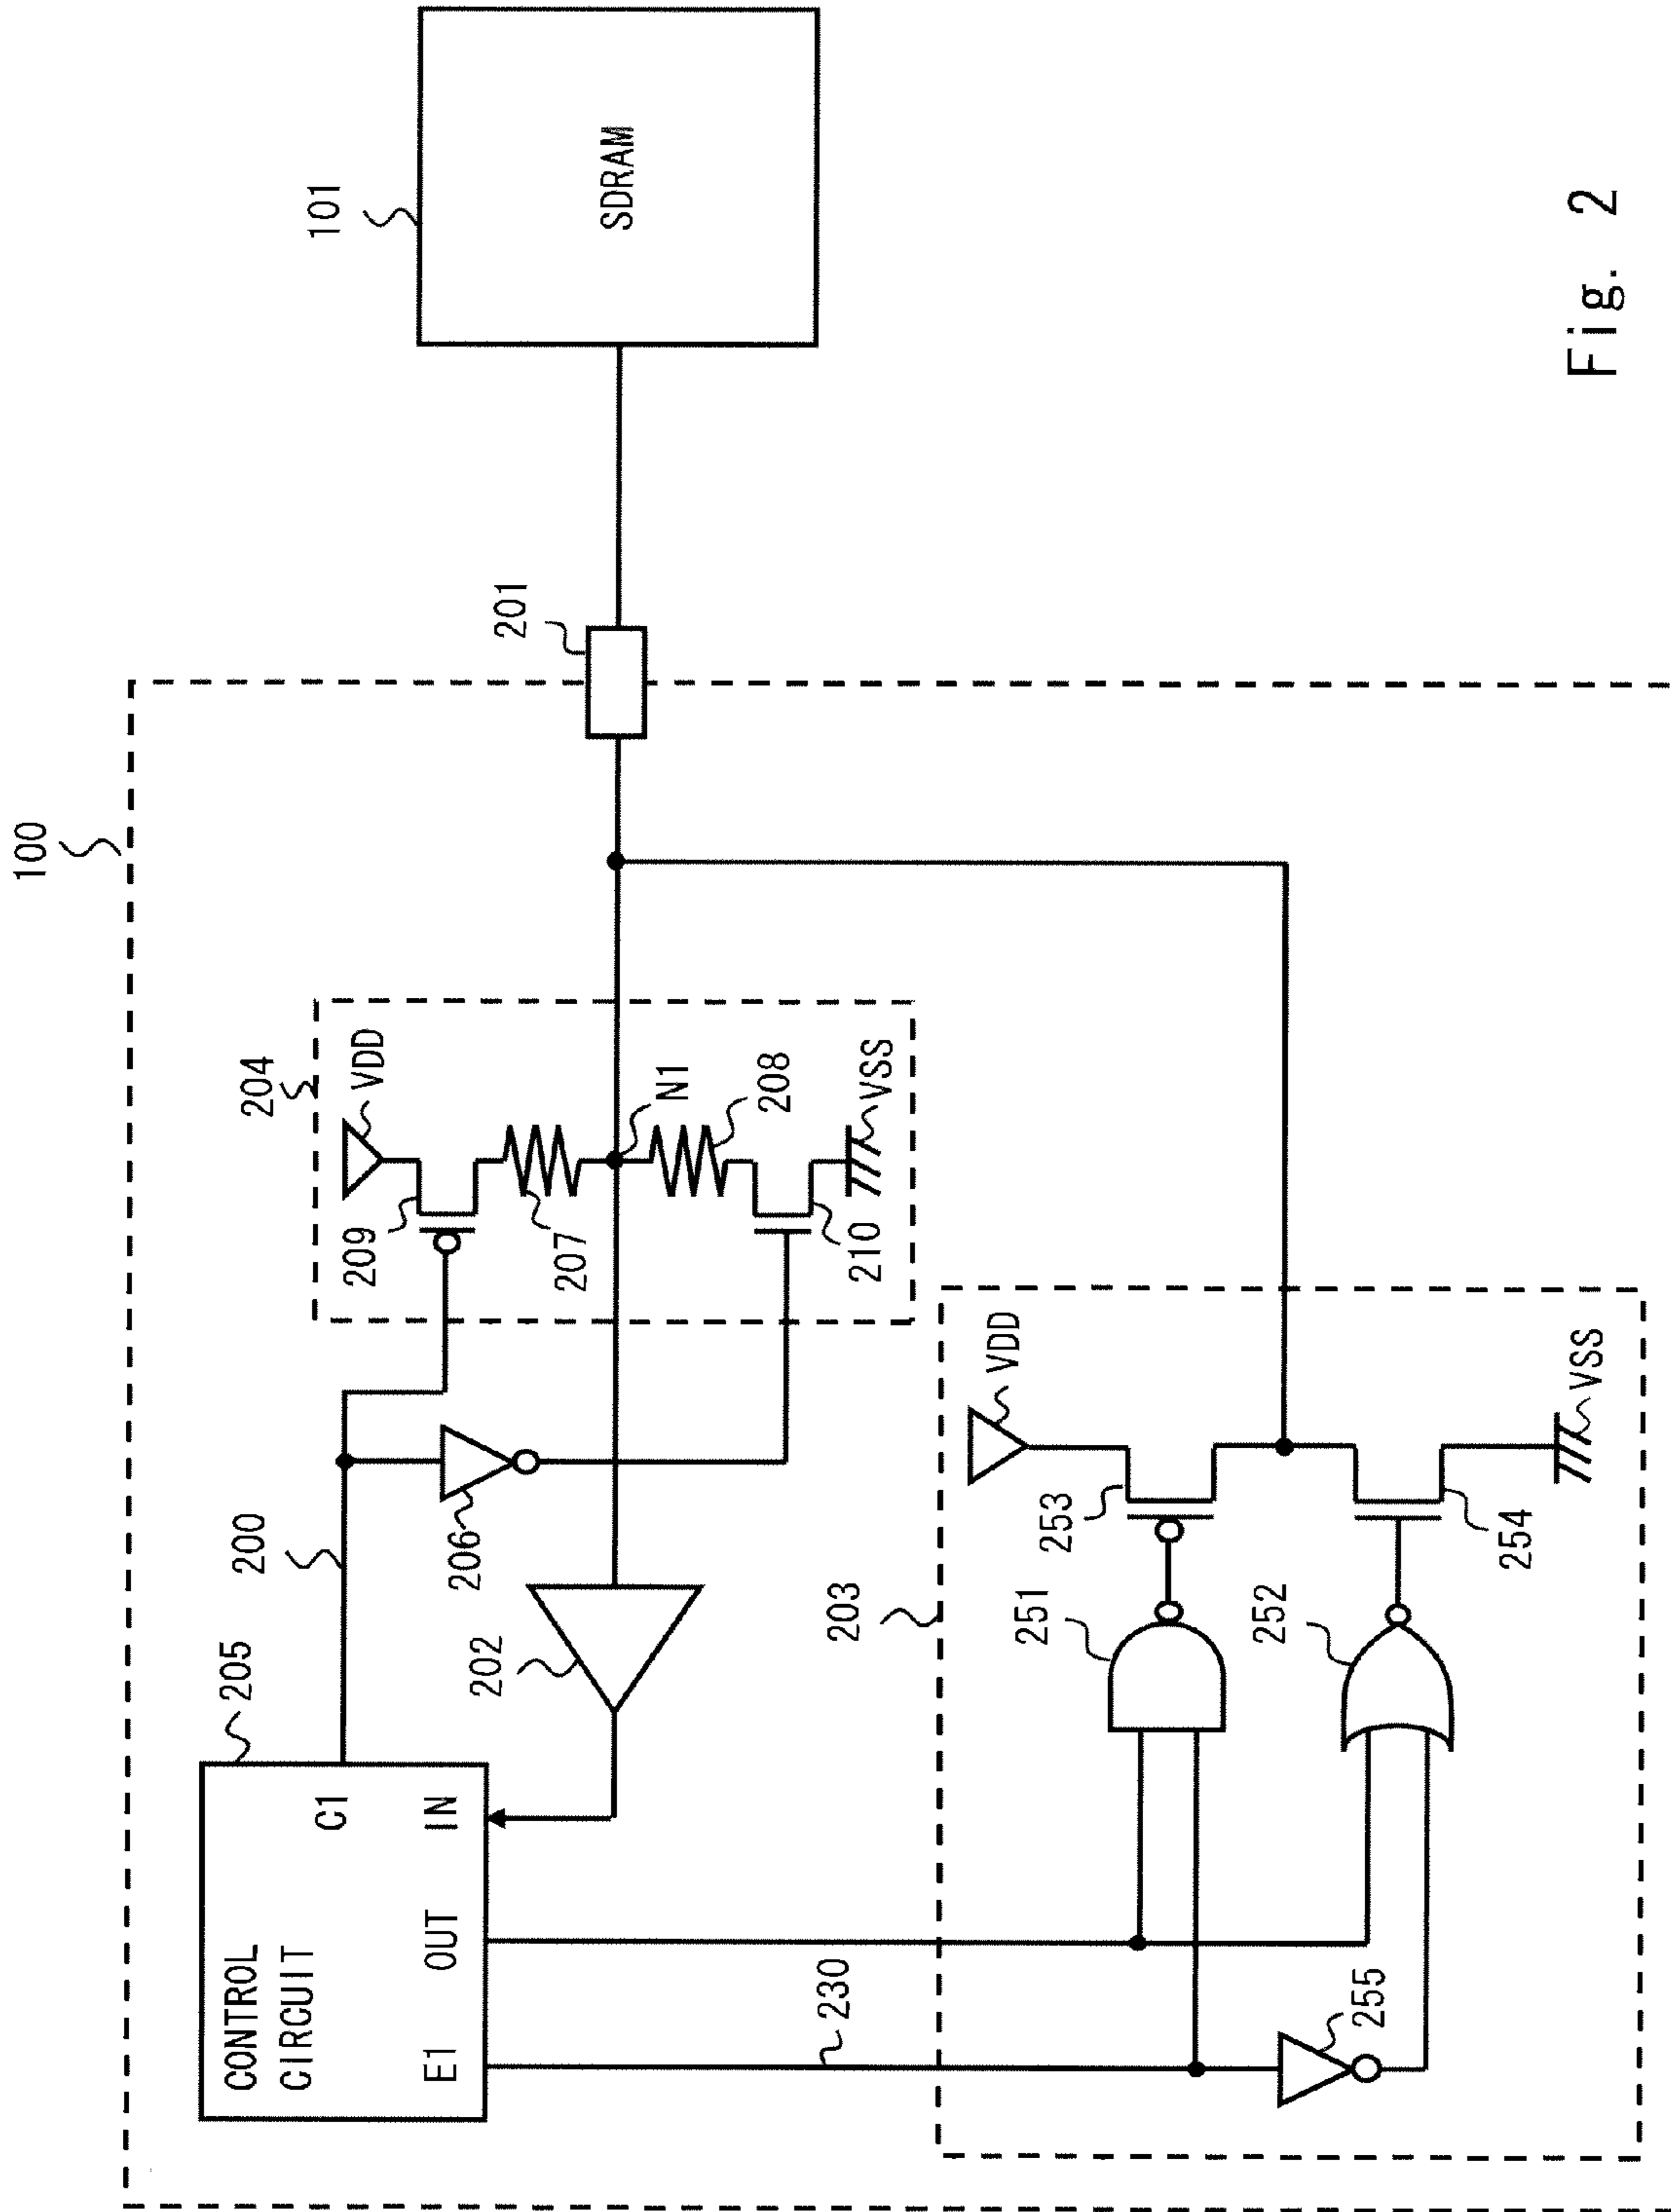 100
101
SDRAM
201
204
VDD
209
207
N1
208
210
VSS
200
206
202
205
CONTROL
CIRCUIT
C1
IN
OUT
E1
230
203
VDD
251
253
252
254
VSS
255
Fig. 2